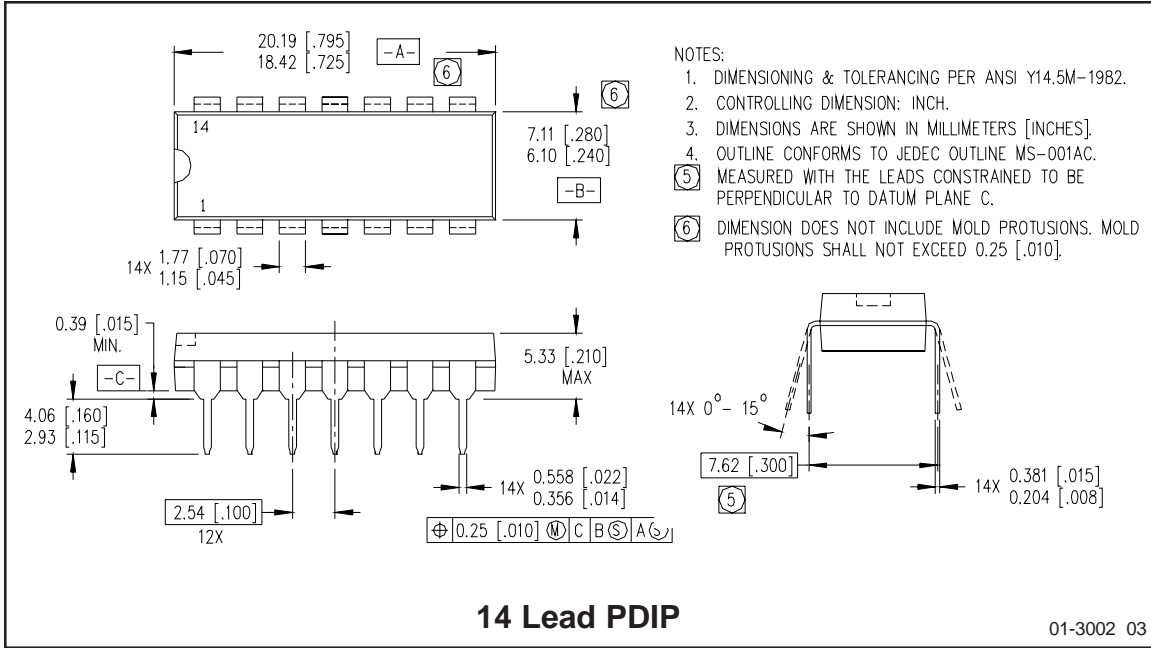 20.19 [.795]
18.42 [.725]
-A-
6
6
14
1
7.11 [.280]
6.10 [.240]
-B-
14X 1.77 [.070]
1.15 [.045]
NOTES:
1. DIMENSIONING & TOLERANCING PER ANSI Y14.5M-1982.
2. CONTROLLING DIMENSION: INCH.
3. DIMENSIONS ARE SHOWN IN MILLIMETERS [INCHES].
4. OUTLINE CONFORMS TO JEDEC OUTLINE MS-001AC.
5 MEASURED WITH THE LEADS CONSTRAINED TO BE
PERPENDICULAR TO DATUM PLANE C.
6 DIMENSION DOES NOT INCLUDE MOLD PROTUSIONS. MOLD
PROTUSIONS SHALL NOT EXCEED 0.25 [.010].
0.39 [.015]
MIN.
-C-
4.06 [.160]
2.93 [.115]
5.33 [.210]
MAX
2.54 [.100]
12X
14X 0.558 [.022]
0.356 [.014]
⌖ 0.25 [.010] Ⓜ C B Ⓢ A Ⓢ
14X 0°- 15°
7.62 [.300]
5
14X 0.381 [.015]
0.204 [.008]
14 Lead PDIP
01-3002 03